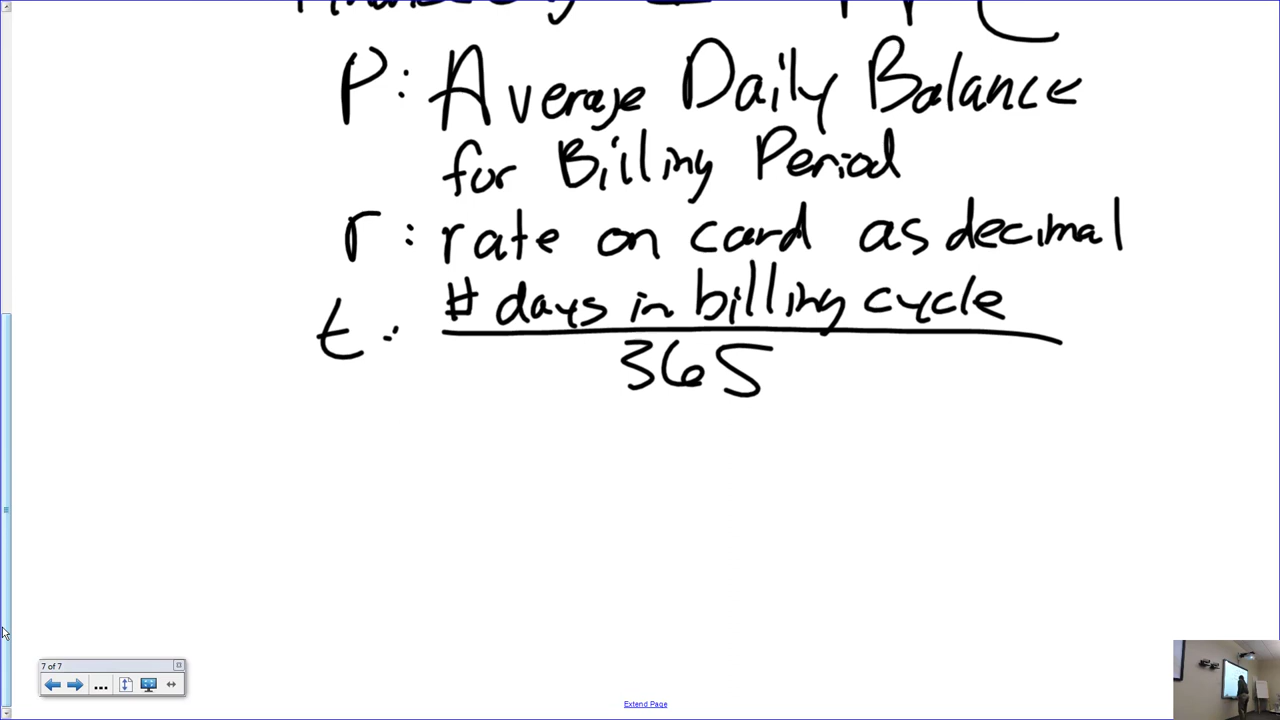 P: Average Daily Balance
for Billing Period
r: rate on card as decimal
t: # days in billing cycle
365
7 of 7
...
Extend Page